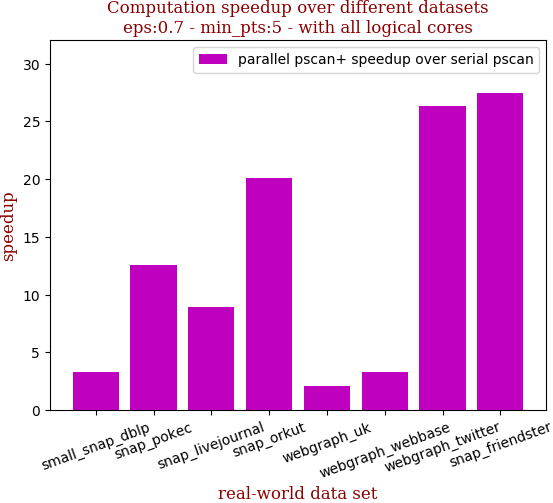 Computation speedup over different datasets
eps:0.7 - min_pts:5 - with all logical cores
parallel pscan+ speedup over serial pscan
30
25
20
15
10
5
0
speedup
small_snap_dblp
snap_pokec
snap_livejournal
snap_orkut
webgraph_uk
webgraph_webbase
webgraph_twitter
snap_friendster
real-world data set